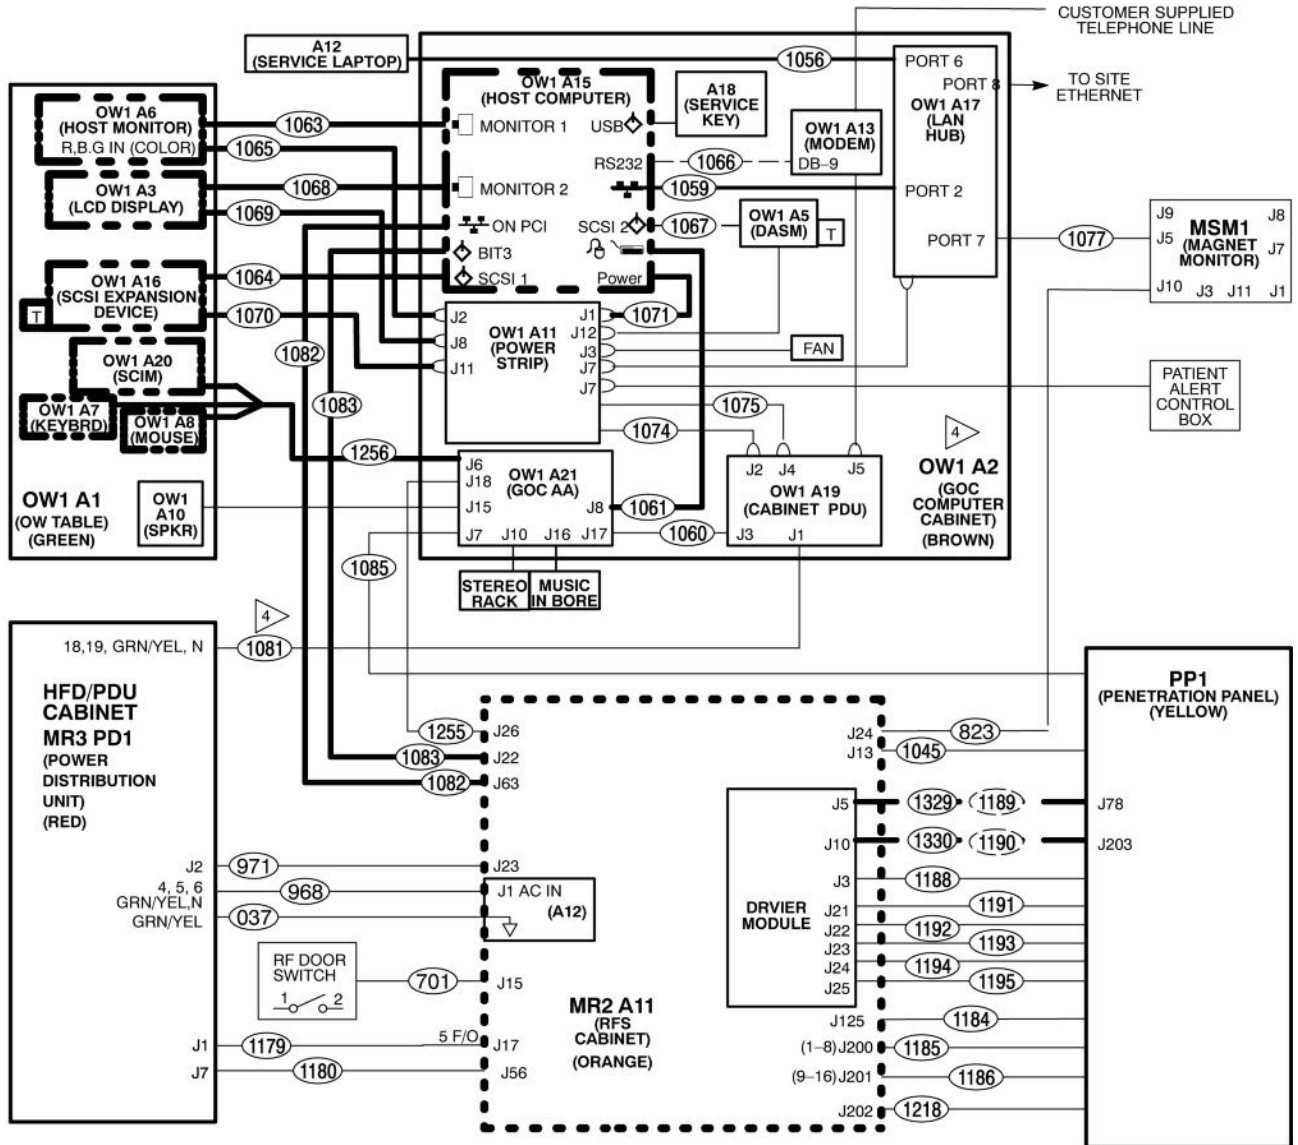 CUSTOMER SUPPLIED
TELEPHONE LINE
A12
(SERVICE LAPTOP)
1056
PORT 6
PORT 8
TO SITE
ETHERNET
OW1 A17
(LAN
HUB)
PORT 2
PORT 7
OW1 A6
(HOST MONITOR)
R,B.G IN (COLOR)
1063
1065
OW1 A3
(LCD DISPLAY)
1068
1069
OW1 A16
(SCSI EXPANSION
DEVICE)
T
1064
1070
OW1 A20
(SCIM)
OW1 A7
(KEYBRD)
OW1 A8
(MOUSE)
OW1 A1
(OW TABLE)
(GREEN)
OW1
A10
(SPKR)
1082
1083
1256
OW1 A15
(HOST COMPUTER)
MONITOR 1
USB
RS232
MONITOR 2
ON PCI
SCSI 2
BIT3
SCSI 1
Power
A18
(SERVICE
KEY)
OW1 A13
(MODEM)
DB-9
1066
1059
1067
OW1 A5
(DASM)
T
1077
J9
J8
J5
MSM1
(MAGNET
MONITOR)
J7
J10
J3
J11
J1
J2
J8
J11
OW1 A11
(POWER
STRIP)
J1
J12
J3
J7
J7
1071
FAN
1075
1074
PATIENT
ALERT
CONTROL
BOX
4
OW1 A2
(GOC
COMPUTER
CABINET)
(BROWN)
J6
J18
J15
J7
OW1 A21
(GOC AA)
J8
J10
J16
J17
1061
1060
J2
J4
J5
OW1 A19
(CABINET PDU)
J3
J1
1085
STEREO
RACK
MUSIC
IN BORE
4
18,19, GRN/YEL, N
1081
HFD/PDU
CABINET
MR3 PD1
(POWER
DISTRIBUTION
UNIT)
(RED)
J2
971
4, 5, 6
GRN/YEL,N
968
GRN/YEL
037
RF DOOR
SWITCH
1
2
701
J1
1179
5 F/O
J7
1180
1255
J26
1083
J22
1082
J63
J23
J1 AC IN
(A12)
J15
J17
J56
MR2 A11
(RFS
CABINET)
(ORANGE)
DRVIER
MODULE
J24
823
J13
1045
J5
1329
1189
J10
1330
1190
J3
1188
J21
1191
J22
1192
J23
1193
J24
1194
J25
1195
J125
1184
(1-8)J200
1185
(9-16)J201
1186
J202
1218
PP1
(PENETRATION PANEL)
(YELLOW)
J78
J203